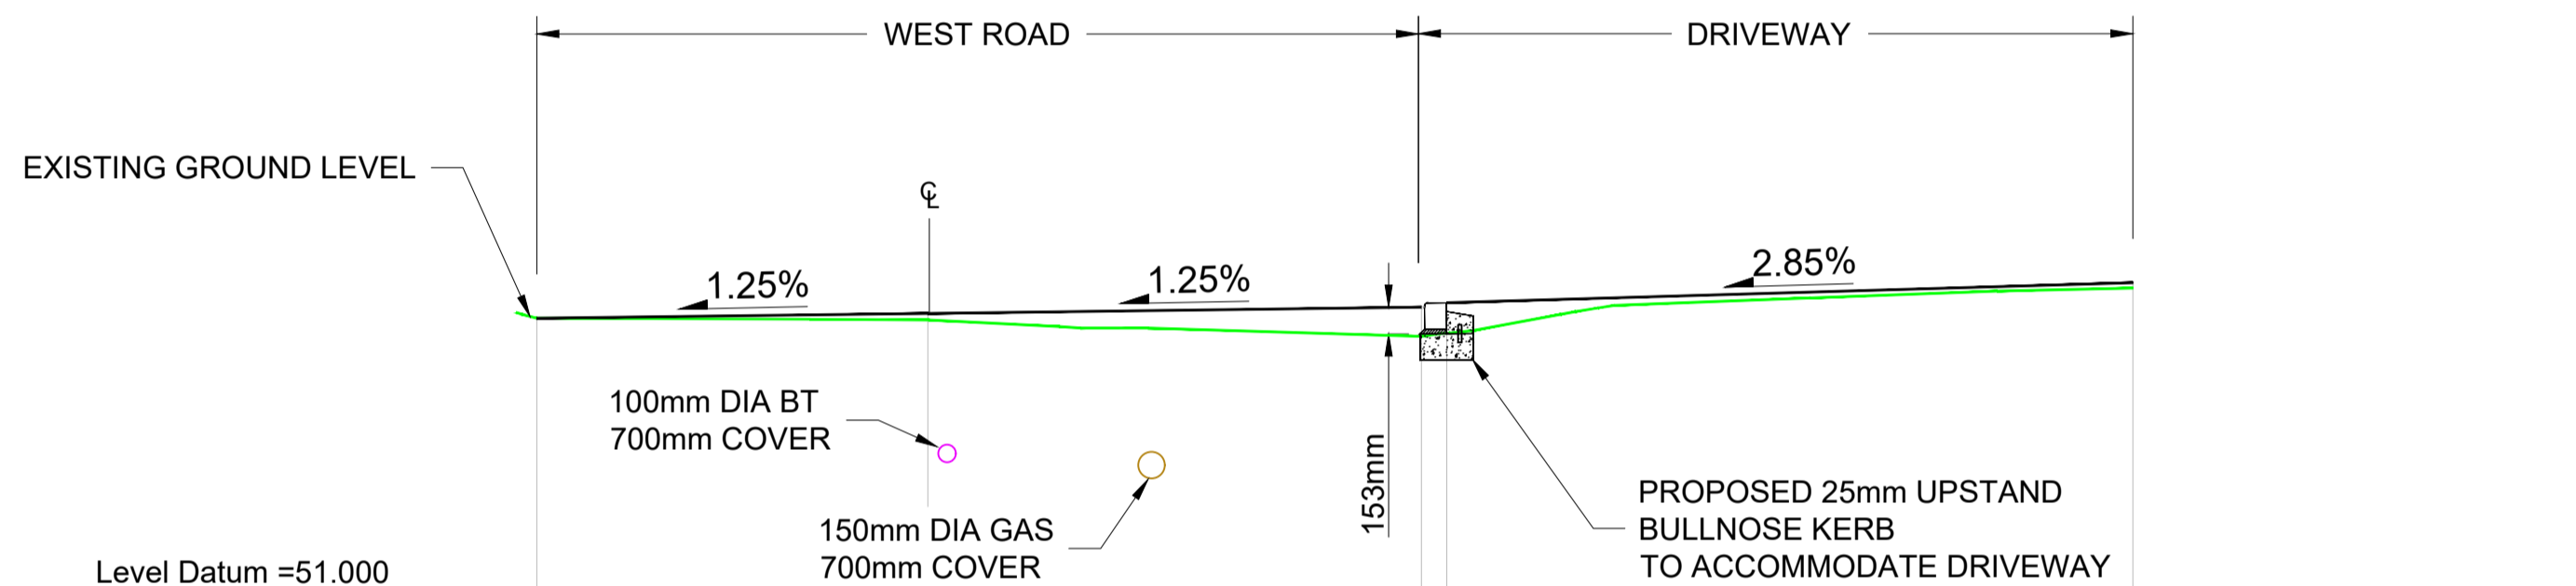 WEST ROAD
DRIVEWAY
EXISTING GROUND LEVEL
℄
1.25%
1.25%
2.85%
100mm DIA BT
700mm COVER
153mm
150mm DIA GAS
700mm COVER
PROPOSED 25mm UPSTAND
BULLNOSE KERB
TO ACCOMMODATE DRIVEWAY
Level Datum =51.000